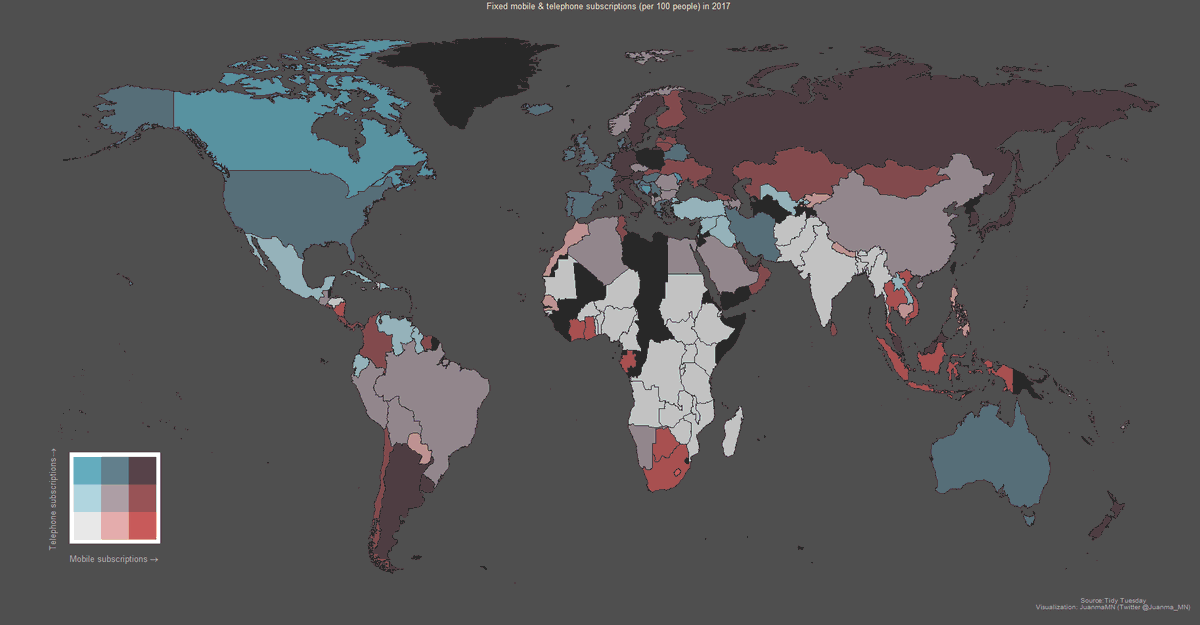 Fixed mobile & telephone subscriptions (per 100 people) in 2017
Telephone subscriptions →
Mobile subscriptions →
Source: Tidy Tuesday
Visualization: JuanmaMN (Twitter @Juanma_MN)